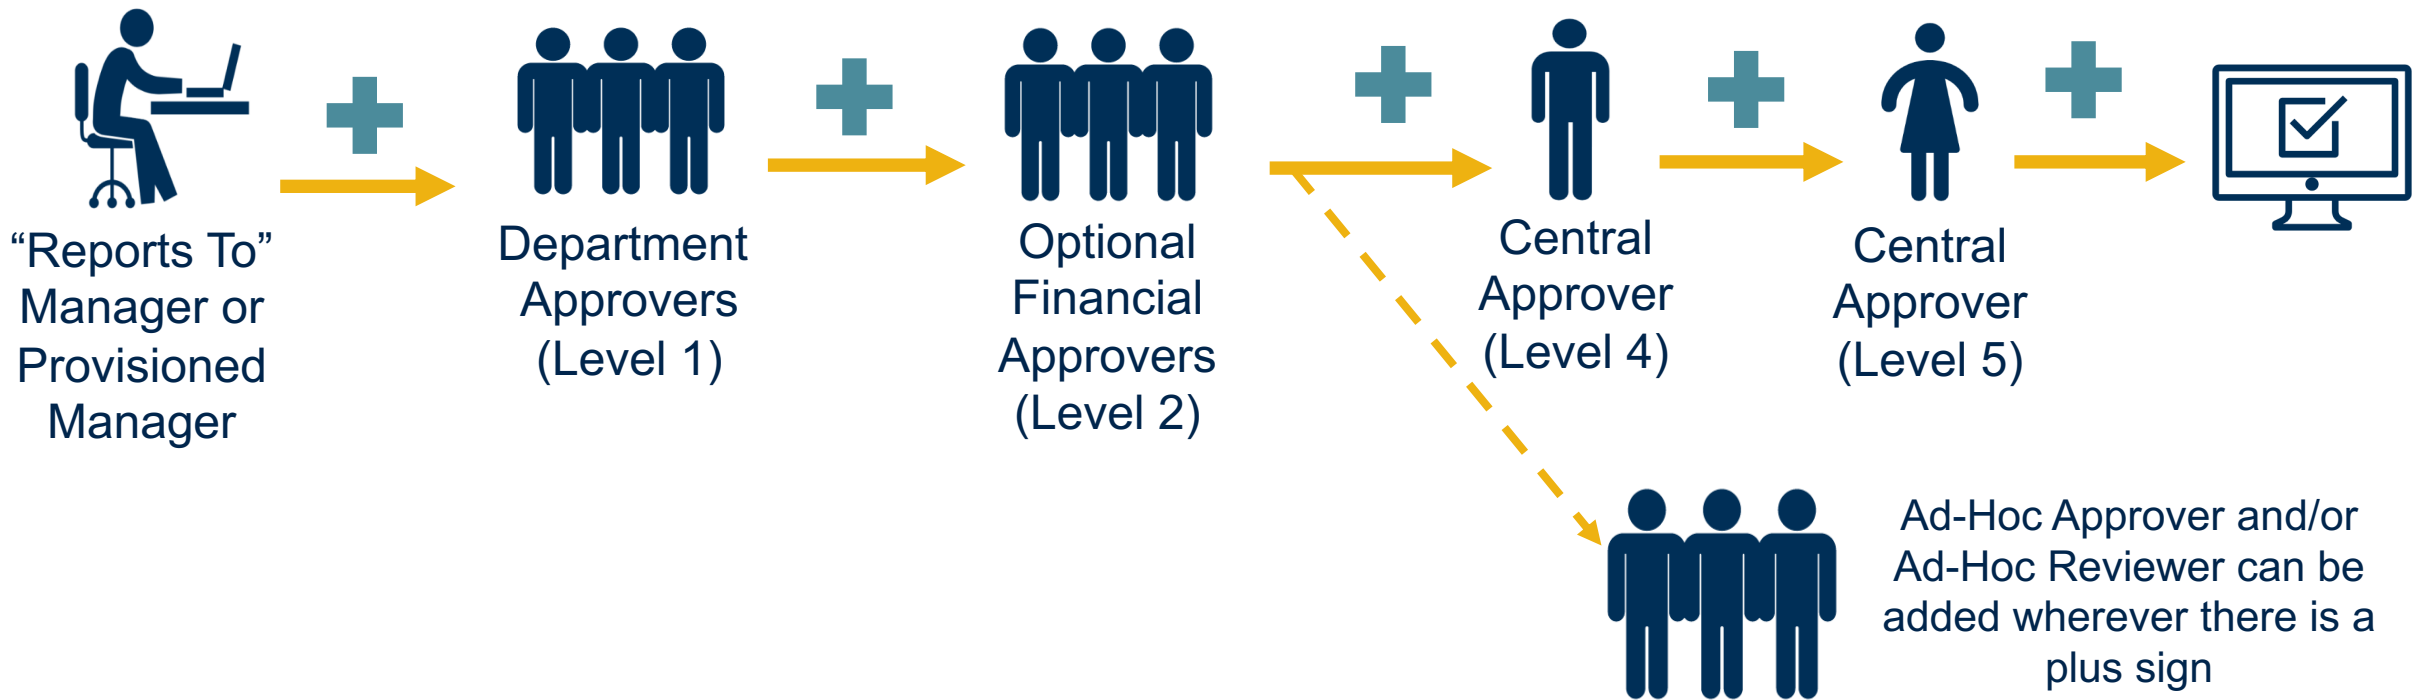 “Reports To”
Manager or
Provisioned
Manager
Department
Approvers
(Level 1)
Optional
Financial
Approvers
(Level 2)
Central
Approver
(Level 4)
Central
Approver
(Level 5)
Ad-Hoc Approver and/or
Ad-Hoc Reviewer can be
added wherever there is a
plus sign